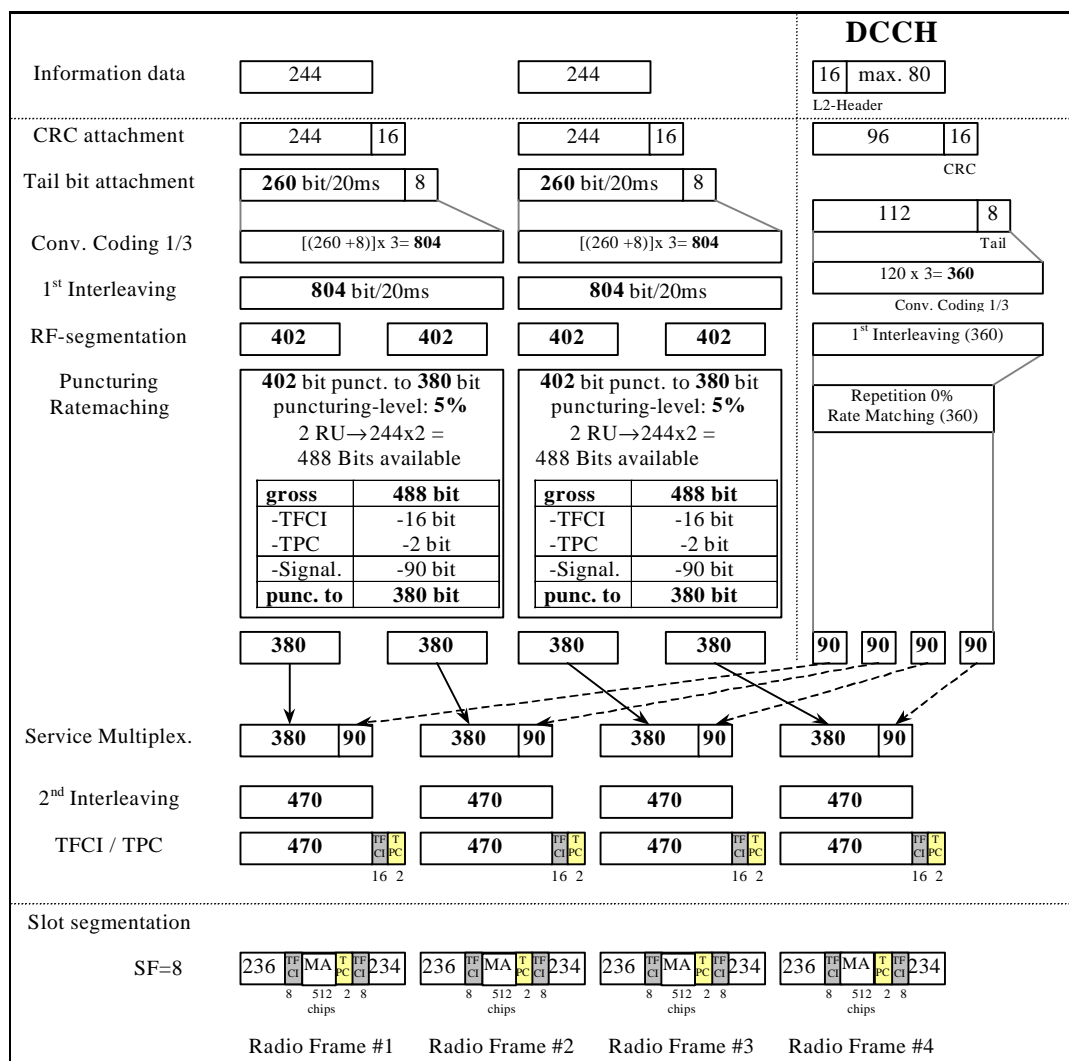 DCCH
Information data 244 244 16 max. 80
L2-Header
CRC attachment 244 16 244 16 96 16
CRC
Tail bit attachment 260 bit/20ms 8 260 bit/20ms 8
112 8
Tail
Conv. Coding 1/3 [(260 +8)]x 3= 804 [(260 +8)]x 3= 804
120 x 3= 360
Conv. Coding 1/3
1st Interleaving 804 bit/20ms 804 bit/20ms
RF-segmentation 402 402 402 402 1st Interleaving (360)
Puncturing
Ratemaching
402 bit punct. to 380 bit
puncturing-level: 5%
2 RU→244x2 =
488 Bits available
gross 488 bit
-TFCI -16 bit
-TPC -2 bit
-Signal. -90 bit
punc. to 380 bit
402 bit punct. to 380 bit
puncturing-level: 5%
2 RU→244x2 =
488 Bits available
gross 488 bit
-TFCI -16 bit
-TPC -2 bit
-Signal. -90 bit
punc. to 380 bit
Repetition 0%
Rate Matching (360)
380 380 380 380 90 90 90 90
Service Multiplex. 380 90 380 90 380 90 380 90
2nd Interleaving 470 470 470 470
TFCI / TPC 470 TF CI T PC 470 TF CI T PC 470 TF CI T PC 470 TF CI T PC
16 2 16 2 16 2 16 2
Slot segmentation
SF=8 236 TF CI MA T PC TF CI 234 236 TF CI MA T PC TF CI 234 236 TF CI MA T PC TF CI 234 236 TF CI MA T PC TF CI 234
8 512 2 8 8 512 2 8 8 512 2 8 8 512 2 8
chips chips chips chips
Radio Frame #1 Radio Frame #2 Radio Frame #3 Radio Frame #4